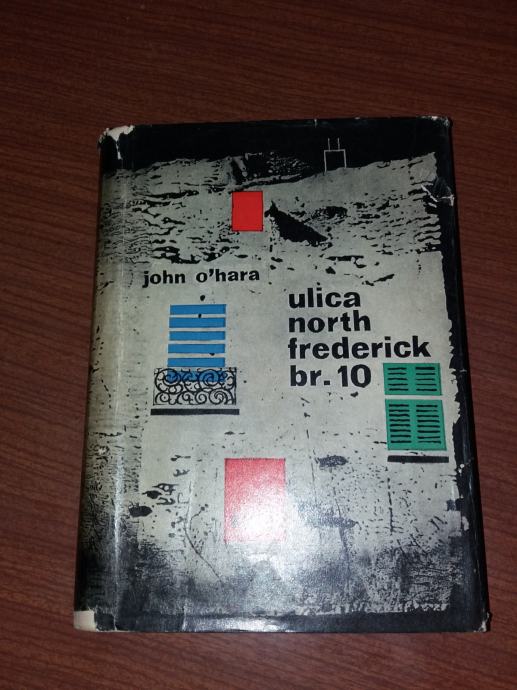 john o'hara
ulica
north
frederick
br. 10